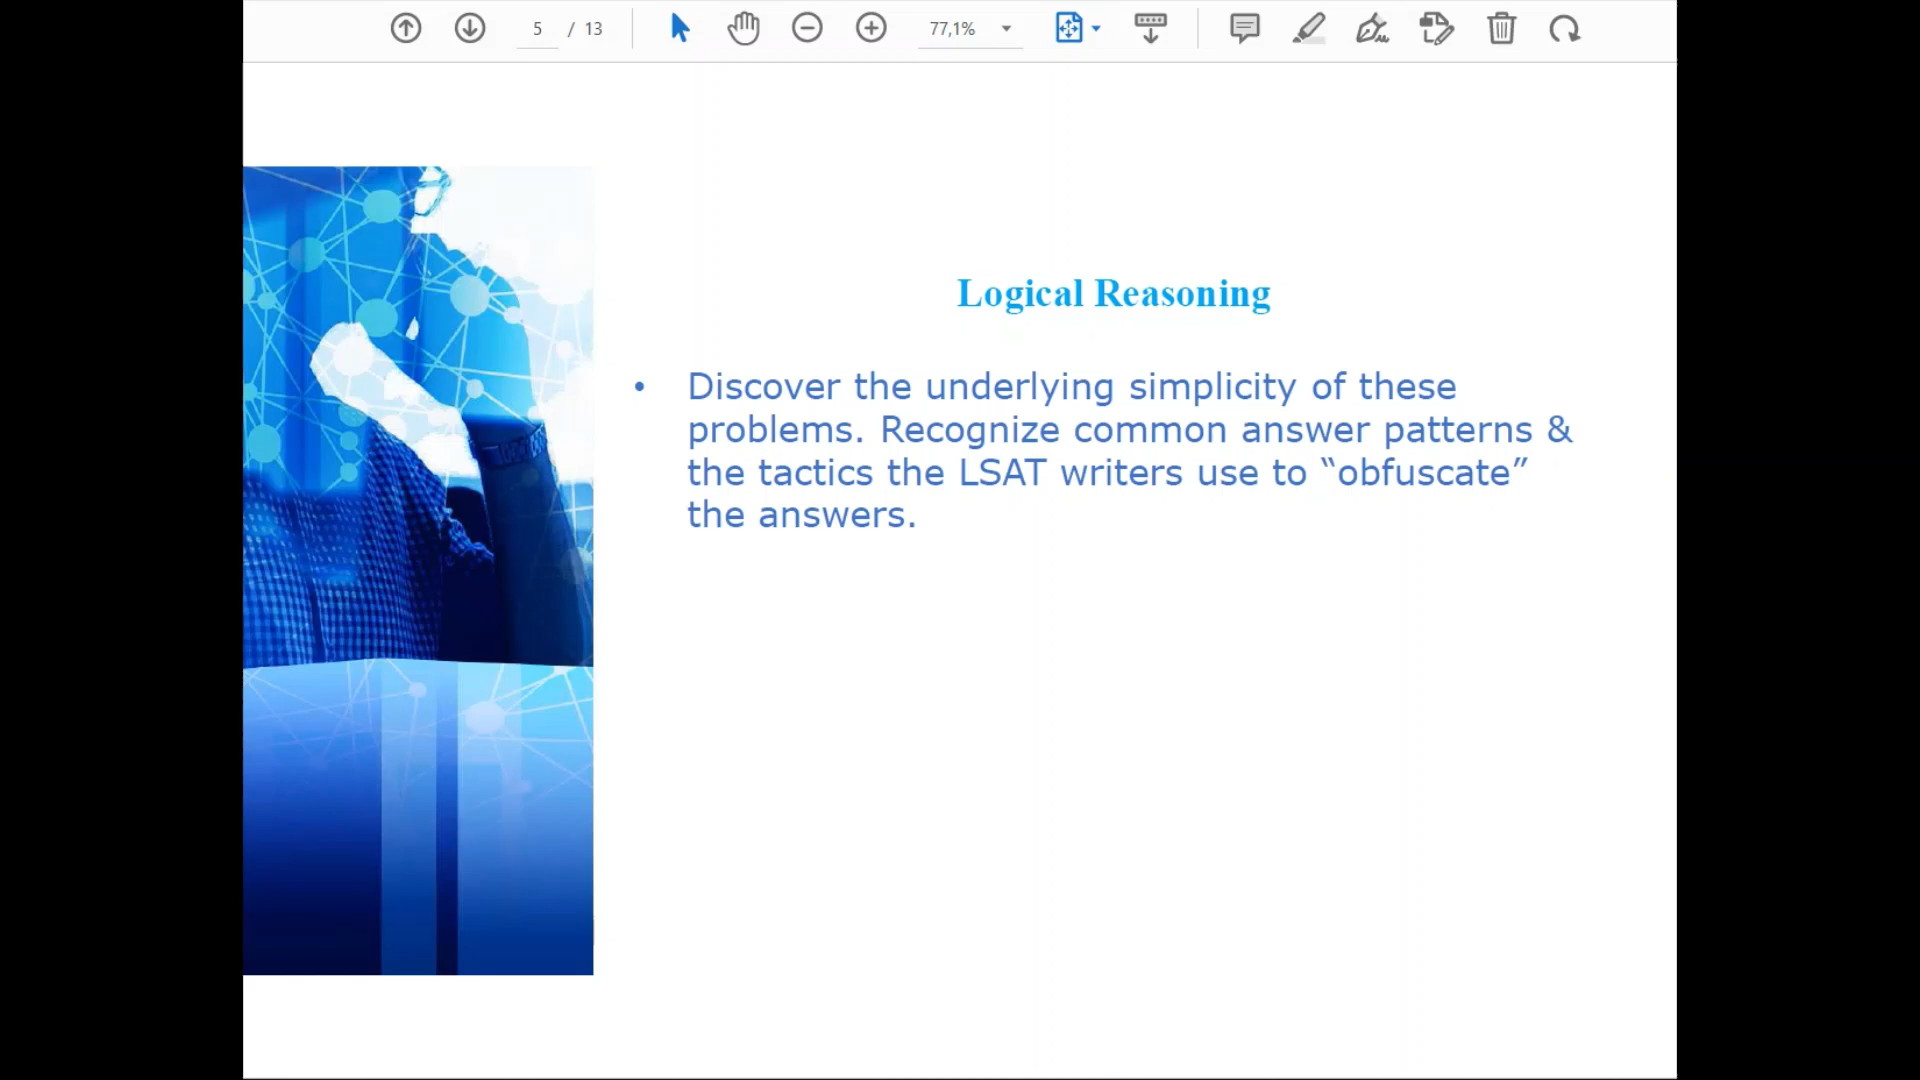 5 / 13 77,1%
Logical Reasoning
• Discover the underlying simplicity of these
problems. Recognize common answer patterns &
the tactics the LSAT writers use to “obfuscate”
the answers.